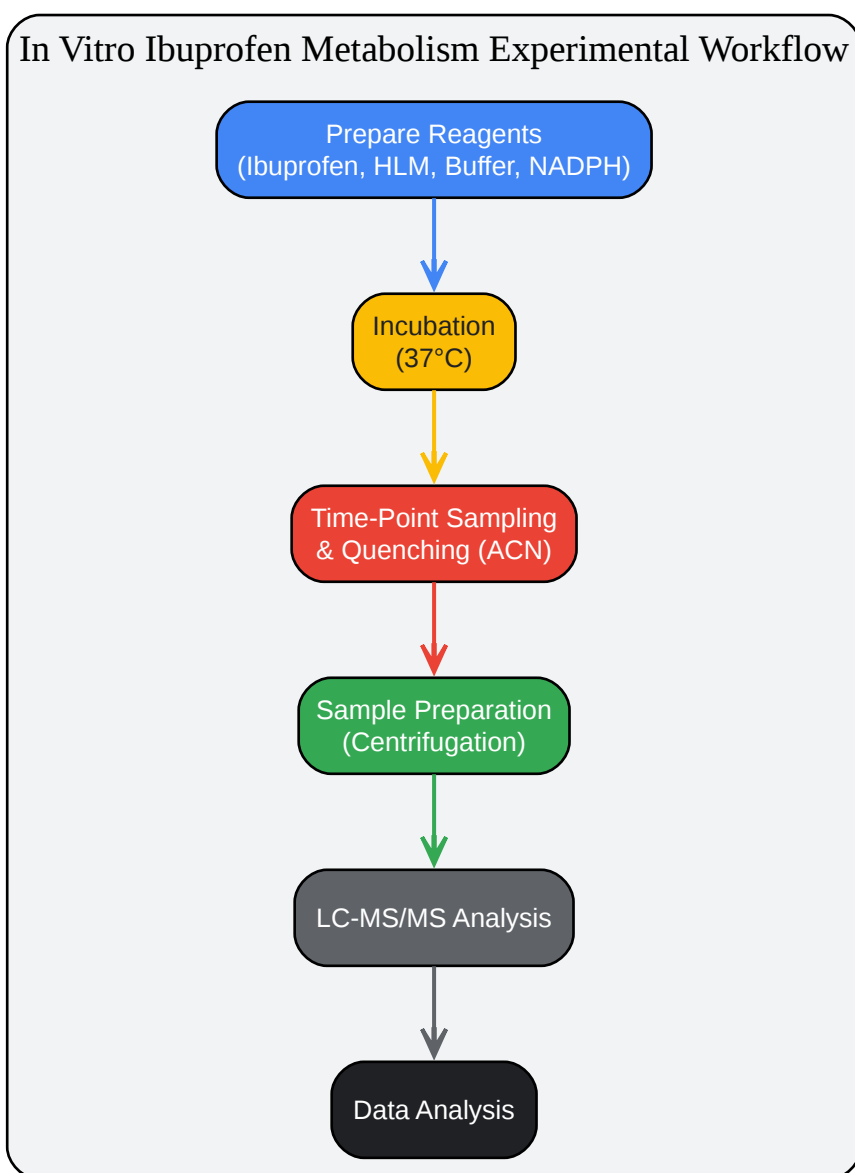 In Vitro Ibuprofen Metabolism Experimental Workflow
Prepare Reagents
(Ibuprofen, HLM, Buffer, NADPH)
Incubation
(37°C)
Time-Point Sampling
& Quenching (ACN)
Sample Preparation
(Centrifugation)
LC-MS/MS Analysis
Data Analysis